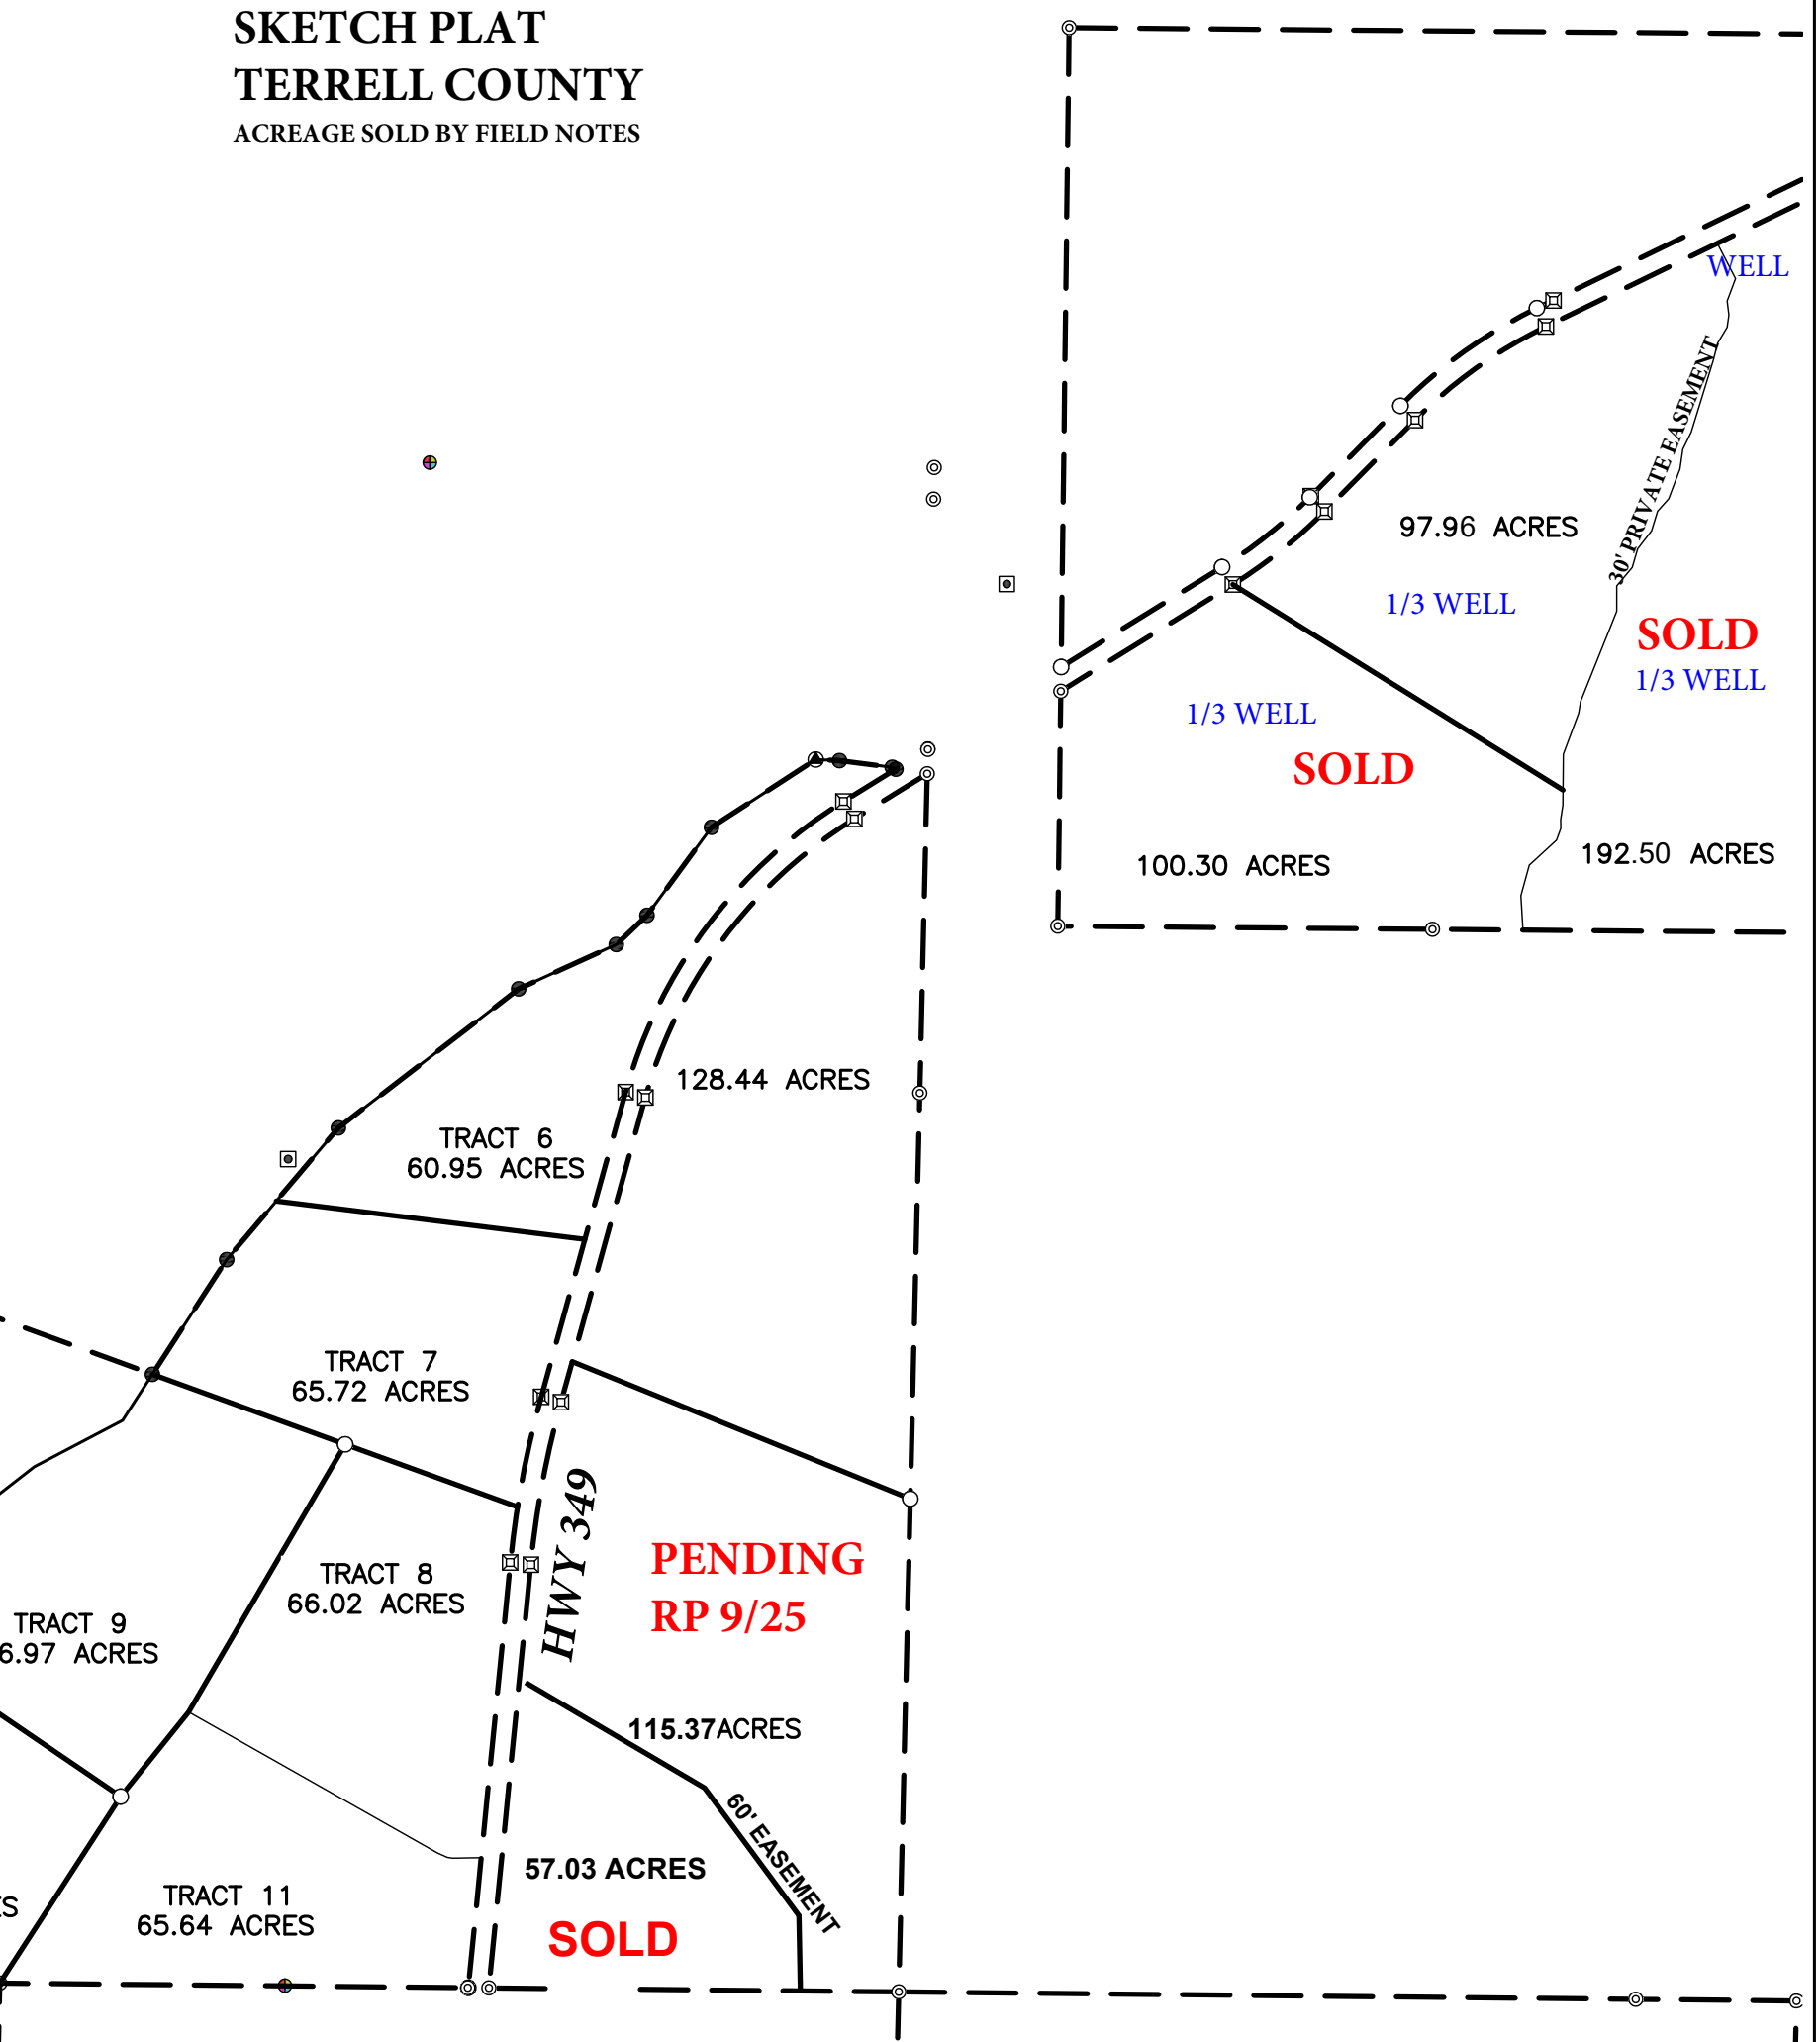 SKETCH PLAT
TERRELL COUNTY
ACREAGE SOLD BY FIELD NOTES
WELL
30' PRIVATE EASEMENT
97.96 ACRES
1/3 WELL
SOLD
1/3 WELL
1/3 WELL
SOLD
100.30 ACRES
192.50 ACRES
128.44 ACRES
TRACT 6
60.95 ACRES
TRACT 7
65.72 ACRES
HWY 349
PENDING
RP 9/25
TRACT 8
66.02 ACRES
TRACT 9
6.97 ACRES
115.37ACRES
60' EASEMENT
57.03 ACRES
SOLD
TRACT 11
65.64 ACRES